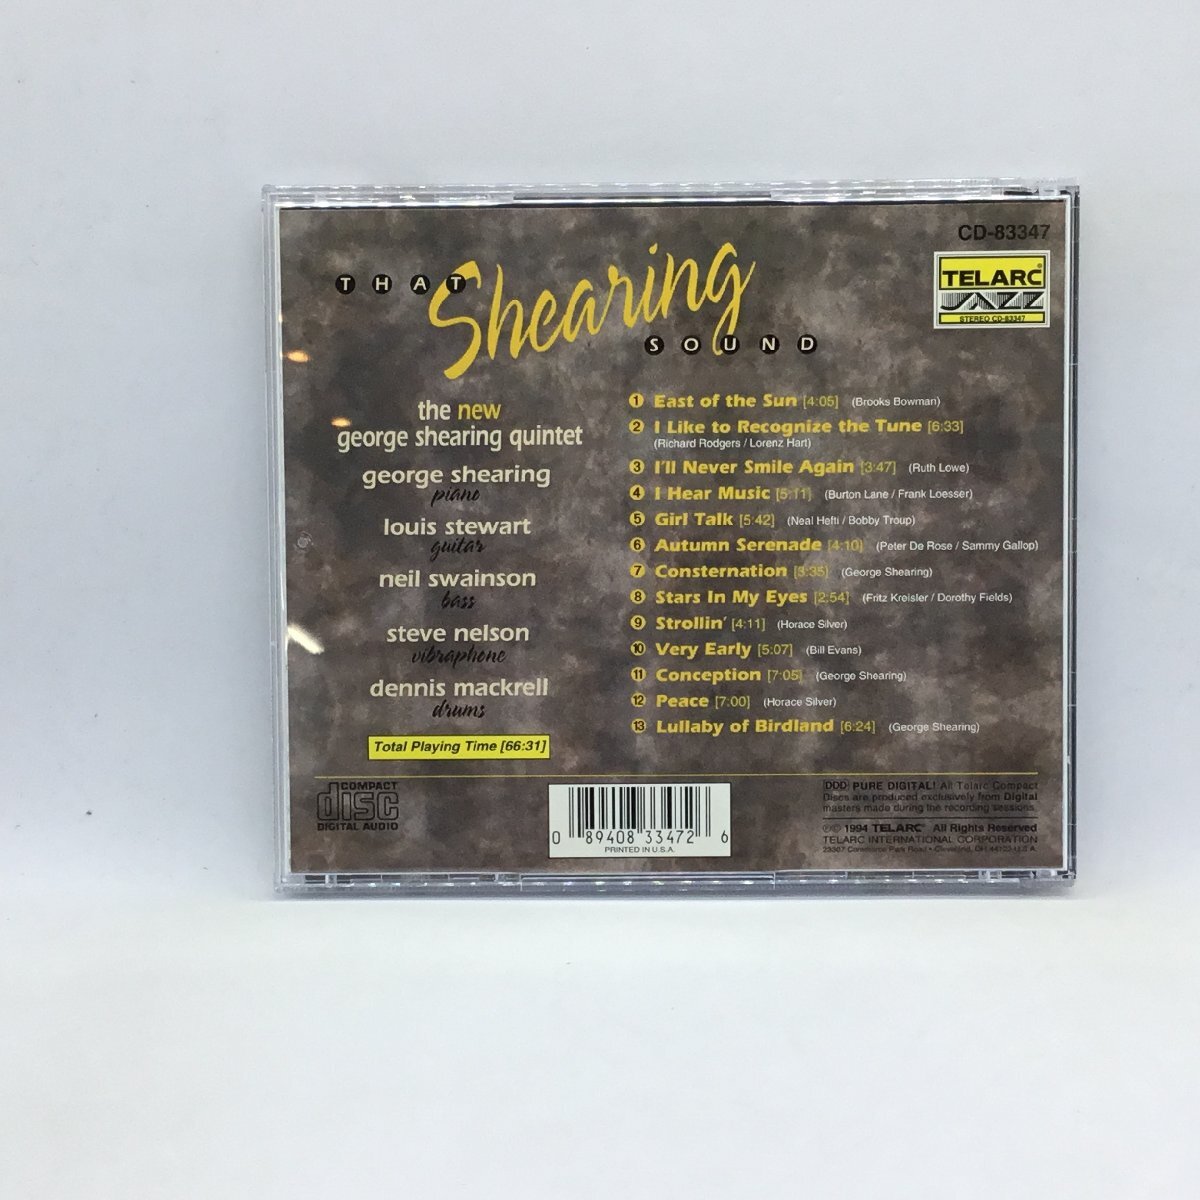 CD-83347
THAT Shearing SOUND
TELARC
JAZZ
STEREO CD-83347
the new
george shearing quintet
george shearing
piano
louis stewart
guitar
neil swainson
bass
steve nelson
vibraphone
dennis mackrell
drums
Total Playing Time [66:31]
1 East of the Sun [4:05] (Brooks Bowman)
2 I Like to Recognize the Tune [6:33]
(Richard Rodgers / Lorenz Hart)
3 I'll Never Smile Again [3:47] (Ruth Lowe)
4 I Hear Music [5:11] (Burton Lane / Frank Loesser)
5 Girl Talk [5:42] (Neal Hefti / Bobby Troup)
6 Autumn Serenade [4:10] (Peter De Rose / Sammy Gallop)
7 Consternation [3:35] (George Shearing)
8 Stars In My Eyes [2:54] (Fritz Kreisler / Dorothy Fields)
9 Strollin' [4:11] (Horace Silver)
10 Very Early [5:07] (Bill Evans)
11 Conception [7:05] (George Shearing)
12 Peace [7:00] (Horace Silver)
13 Lullaby of Birdland [6:24] (George Shearing)
COMPACT
disc
DIGITAL AUDIO
0 89408 33472 6
PRINTED IN U.S.A.
DDD PURE DIGITAL! All Telarc Compact
Discs are produced exclusively from Digital
masters made during the recording sessions.
℗© 1994 TELARC® All Rights Reserved
TELARC INTERNATIONAL CORPORATION
23307 Commerce Park Road • Cleveland, OH 44122 U.S.A.